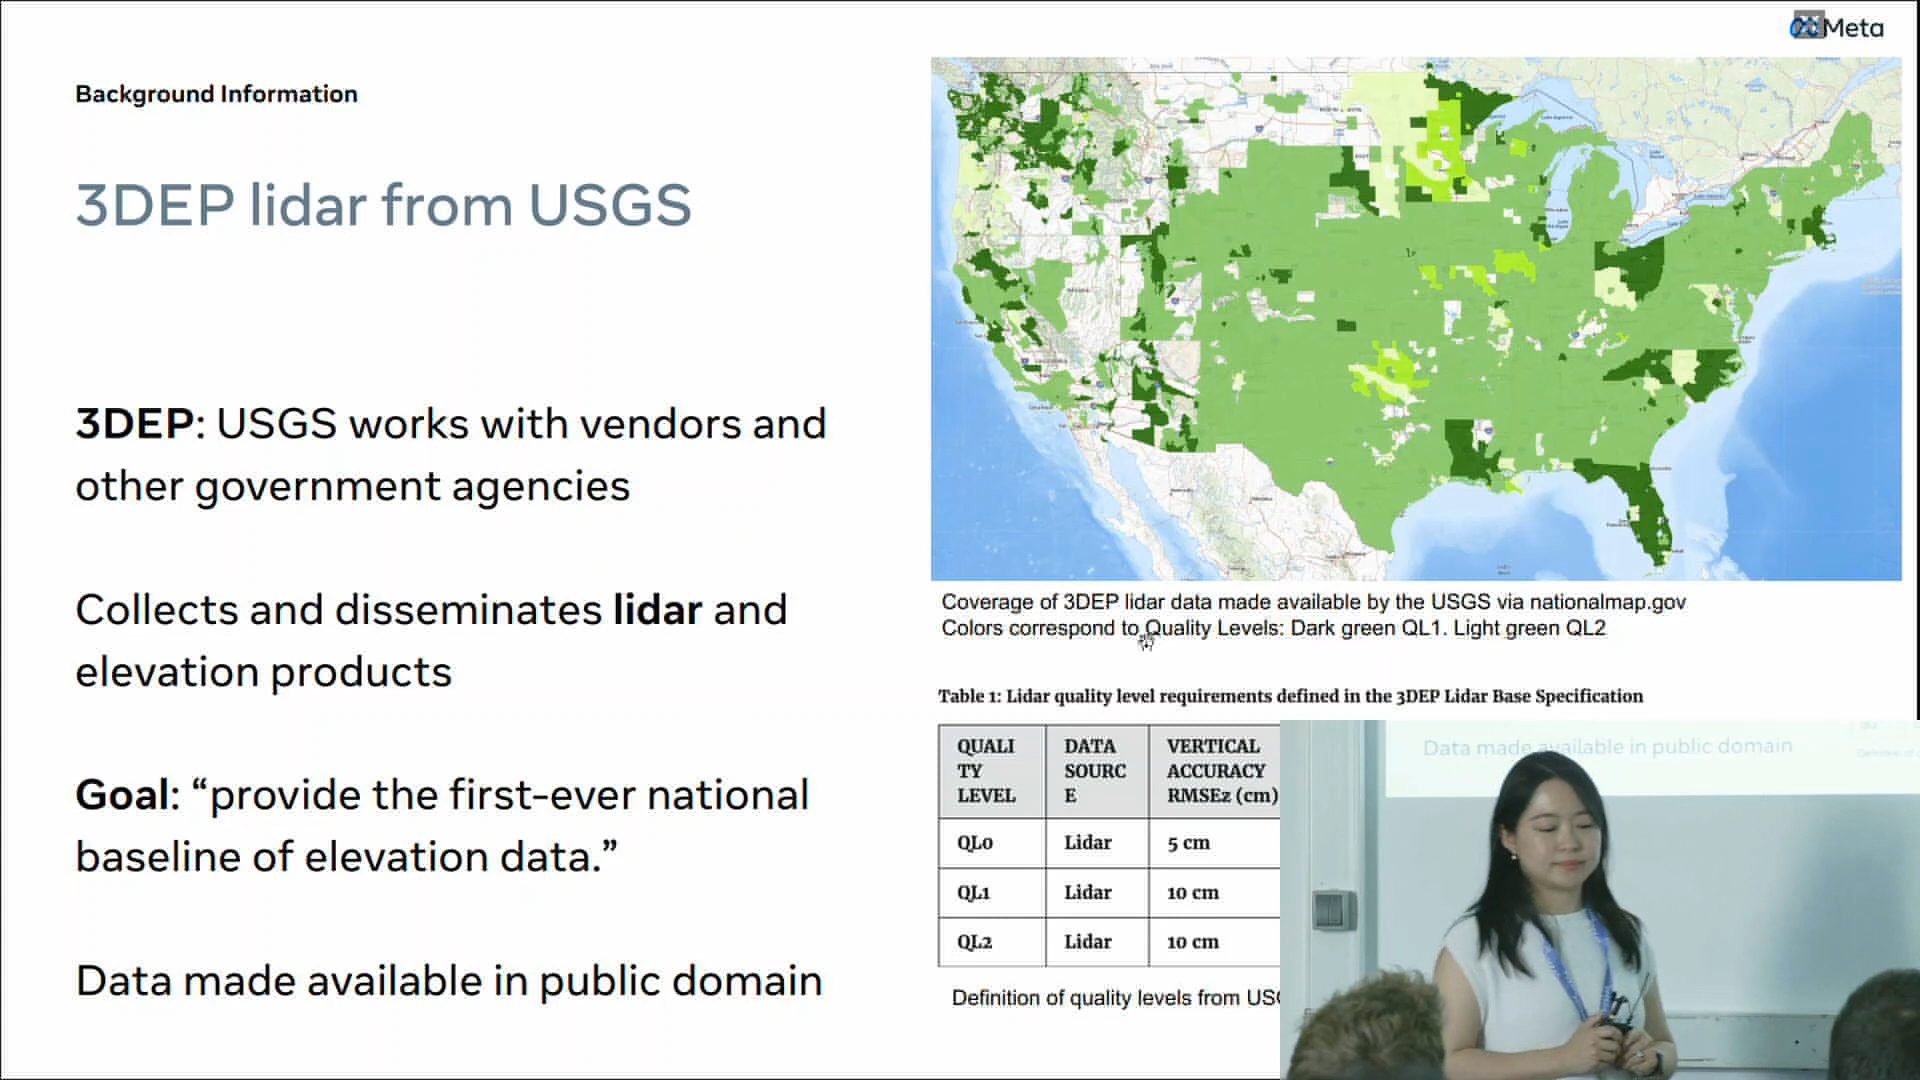 Meta
Background Information
3DEP lidar from USGS
3DEP: USGS works with vendors and
other government agencies
Collects and disseminates lidar and
elevation products
Goal: “provide the first-ever national
baseline of elevation data.”
Data made available in public domain
Coverage of 3DEP lidar data made available by the USGS via nationalmap.gov
Colors correspond to Quality Levels: Dark green QL1. Light green QL2
Table 1: Lidar quality level requirements defined in the 3DEP Lidar Base Specification
QUALI
TY
LEVEL
DATA
SOURC
E
VERTICAL
ACCURACY
RMSEz (cm)
QL0 Lidar 5 cm
QL1 Lidar 10 cm
QL2 Lidar 10 cm
Definition of quality levels from
Data made available in public domain